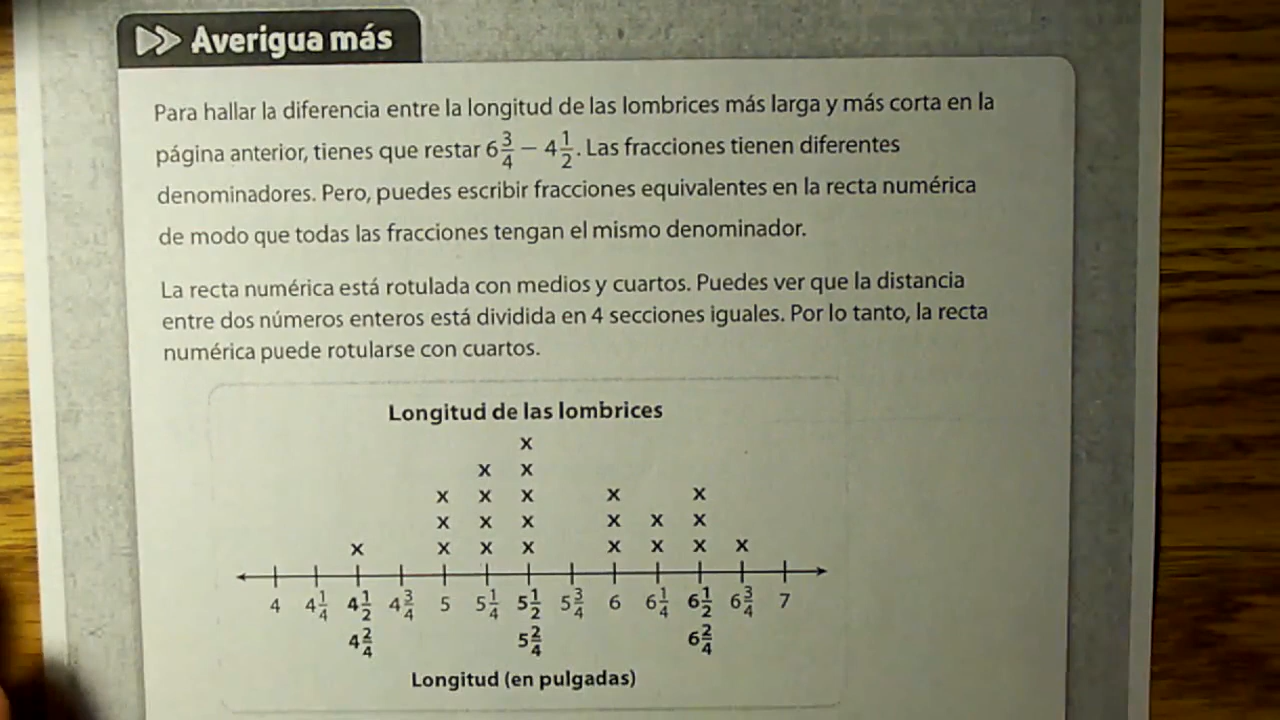 Averigua más
Para hallar la diferencia entre la longitud de las lombrices más larga y más corta en la
página anterior, tienes que restar 6 3/4 − 4 1/2. Las fracciones tienen diferentes
denominadores. Pero, puedes escribir fracciones equivalentes en la recta numérica
de modo que todas las fracciones tengan el mismo denominador.
La recta numérica está rotulada con medios y cuartos. Puedes ver que la distancia
entre dos números enteros está dividida en 4 secciones iguales. Por lo tanto, la recta
numérica puede rotularse con cuartos.
Longitud de las lombrices
x
x x
x x x x x
x x x x x x
x x x x x x x x
4 4 1/4 4 1/2 4 3/4 5 5 1/4 5 1/2 5 3/4 6 6 1/4 6 1/2 6 3/4 7
4 2/4 5 2/4 6 2/4
Longitud (en pulgadas)